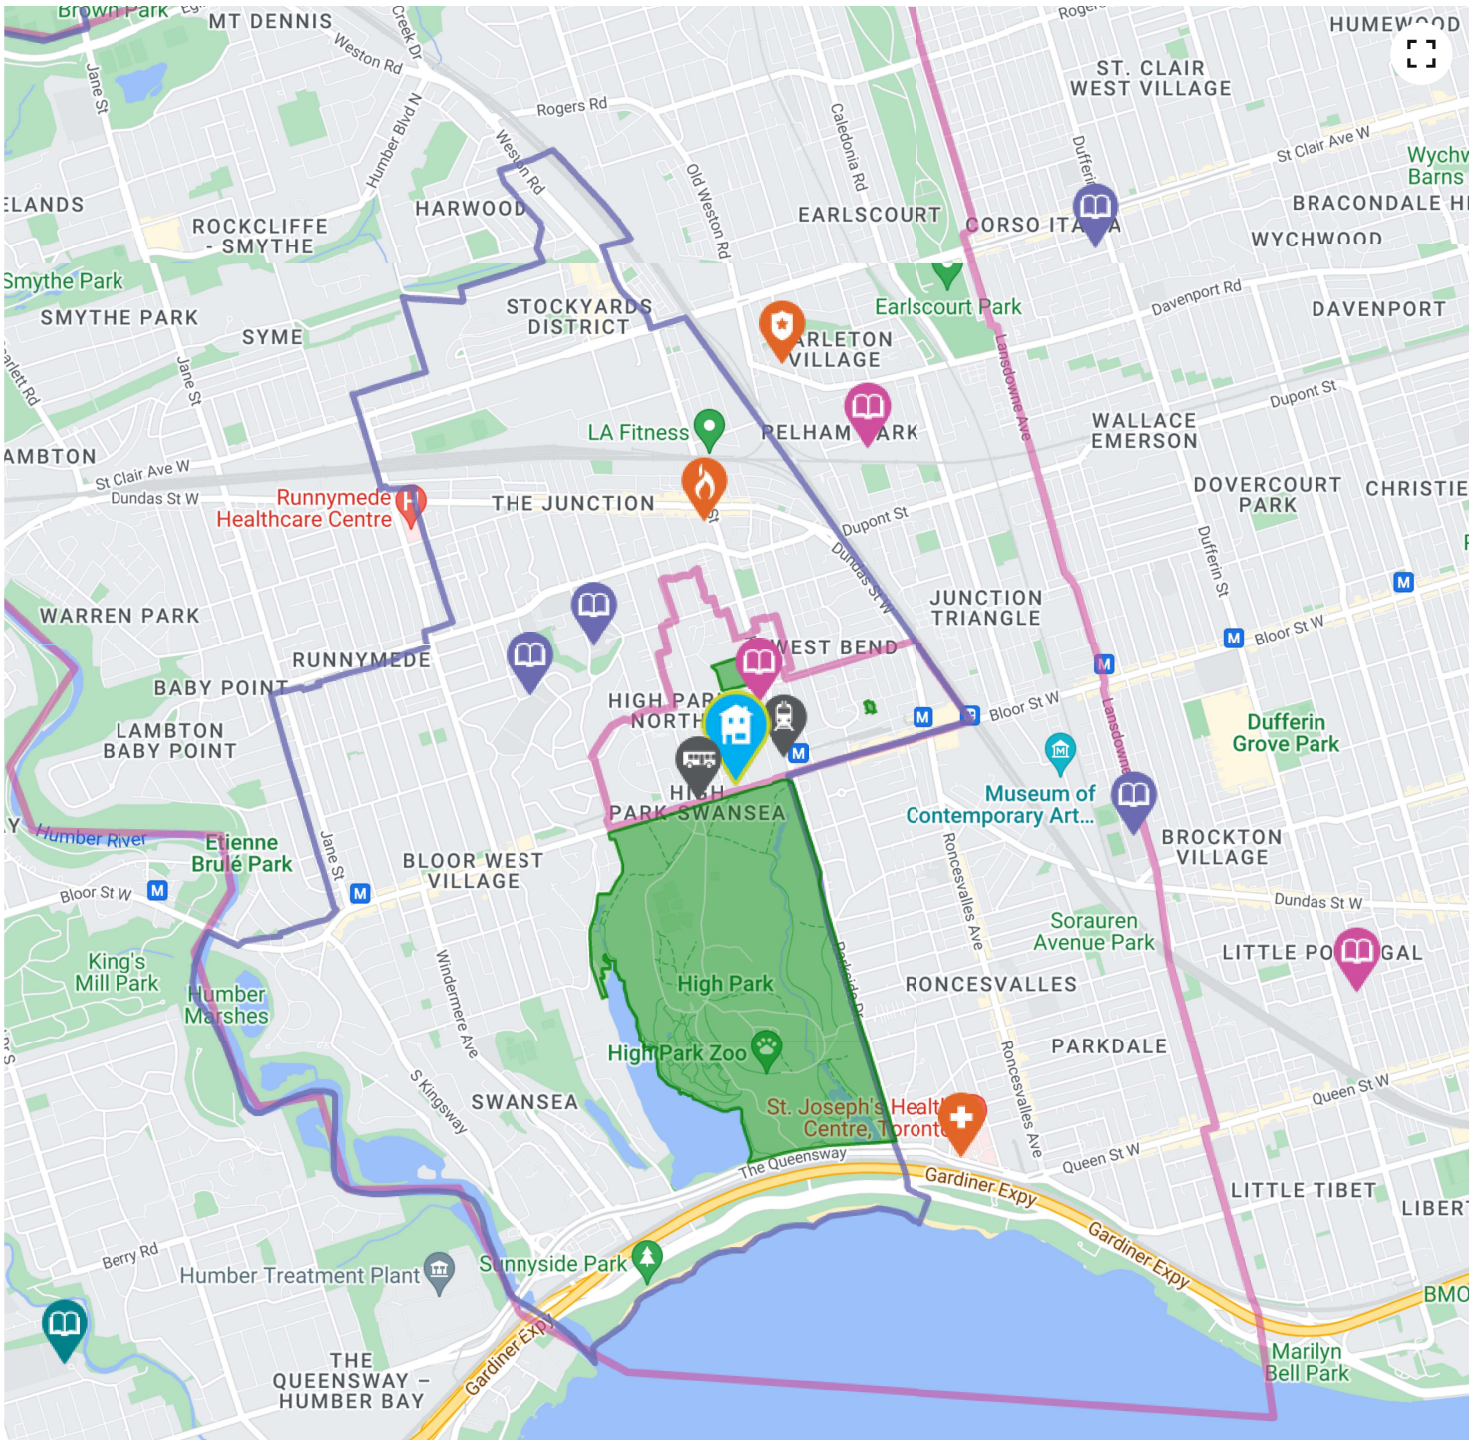 Brown Park
MT DENNIS
Creek Dr
Rogers
HUMEWOOD
Weston Rd
Jane St
ST. CLAIR
WEST VILLAGE
Rogers Rd
Humber Blvd N
Weston Rd
Caledonia Rd
Old Weston Rd
Dufferin
St Clair Ave W
Wychw
Barns
ELANDS
HARWOOD
EARLSCOURT
CORSO ITALIA
BRACONDALE HI
ROCKCLIFFE
- SMYTHE
WYCHWOOD
Smythe Park
SMYTHE PARK
SYME
STOCKYARDS
DISTRICT
Earlscourt Park
Davenport Rd
DAVENPORT
ARLETON
VILLAGE
Jane St
arlett Rd
Lansdowne Ave
Dupont St
LA Fitness
PELHAM PARK
WALLACE
EMERSON
AMBTON
St Clair Ave W
Dundas St W
Runnymede
Healthcare Centre
THE JUNCTION
St
Dupont St
DOVERCOURT
PARK
CHRISTIE
Dundas St W
Dufferin St
WARREN PARK
JUNCTION
TRIANGLE
Bloor St W
RUNNYMEDE
WEST BEND
BABY POINT
HIGH PARK
NORTH
Bloor St W
LAMBTON
BABY POINT
Dufferin
Grove Park
Lansdowne
HIGH
PARK-SWANSEA
Museum of
Contemporary Art...
Y
Humber River
Etienne
Brulé Park
Jane St
BLOOR WEST
VILLAGE
BROCKTON
VILLAGE
Bloor St W
Roncesvalles Ave
Dundas St W
Sorauren
Avenue Park
King's
Mill Park
Windermere Ave
High Park
Parkside Dr
RONCESVALLES
LITTLE PO GAL
Humber
Marshes
High Park Zoo
PARKDALE
S Kingsway
SWANSEA
St. Joseph's Healt
Centre, Toronto
Roncesvalles Ave
Queen St W
The Queensway
Queen St W
Gardiner Expy
LITTLE TIBET
LIBERT
Berry Rd
Humber Treatment Plant
Sunnyside Park
Gardiner Expy
BMO
Gardiner Expy
THE
QUEENSWAY –
HUMBER BAY
Marilyn
Bell Park